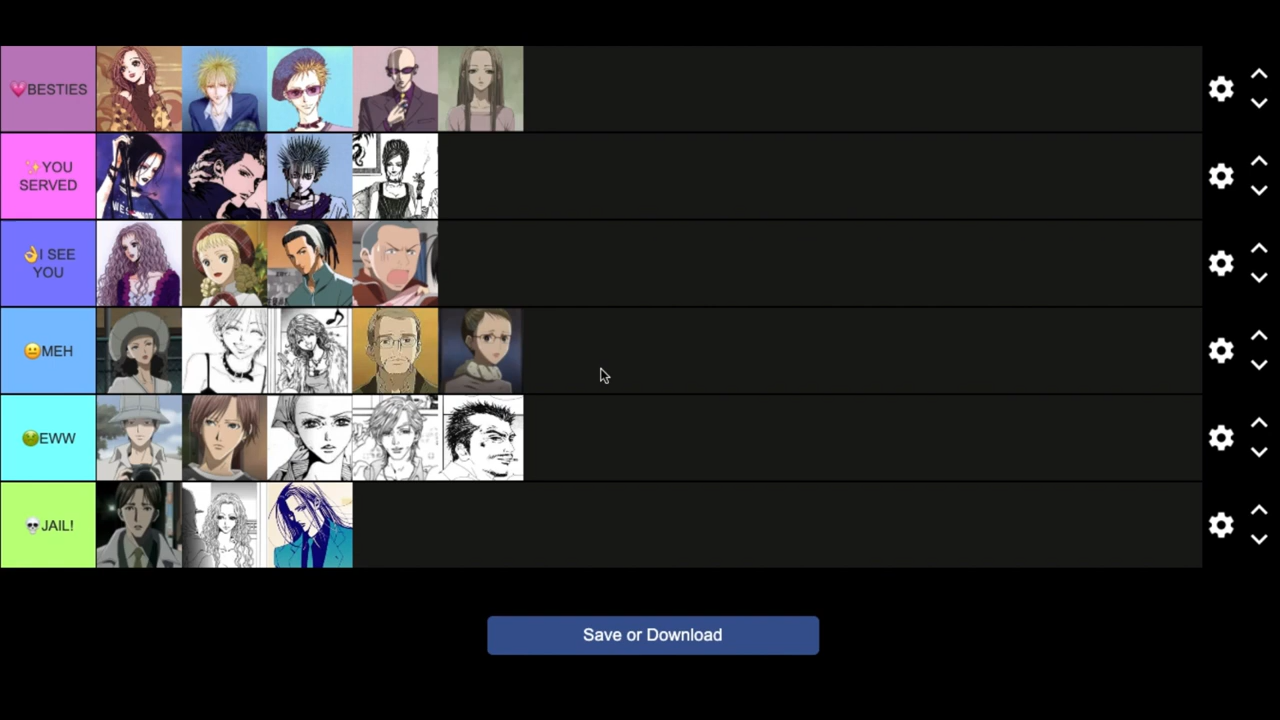 💗BESTIES
✨YOU
SERVED
👌I SEE
YOU
😐MEH
🤢EWW
💀JAIL!
Save or Download